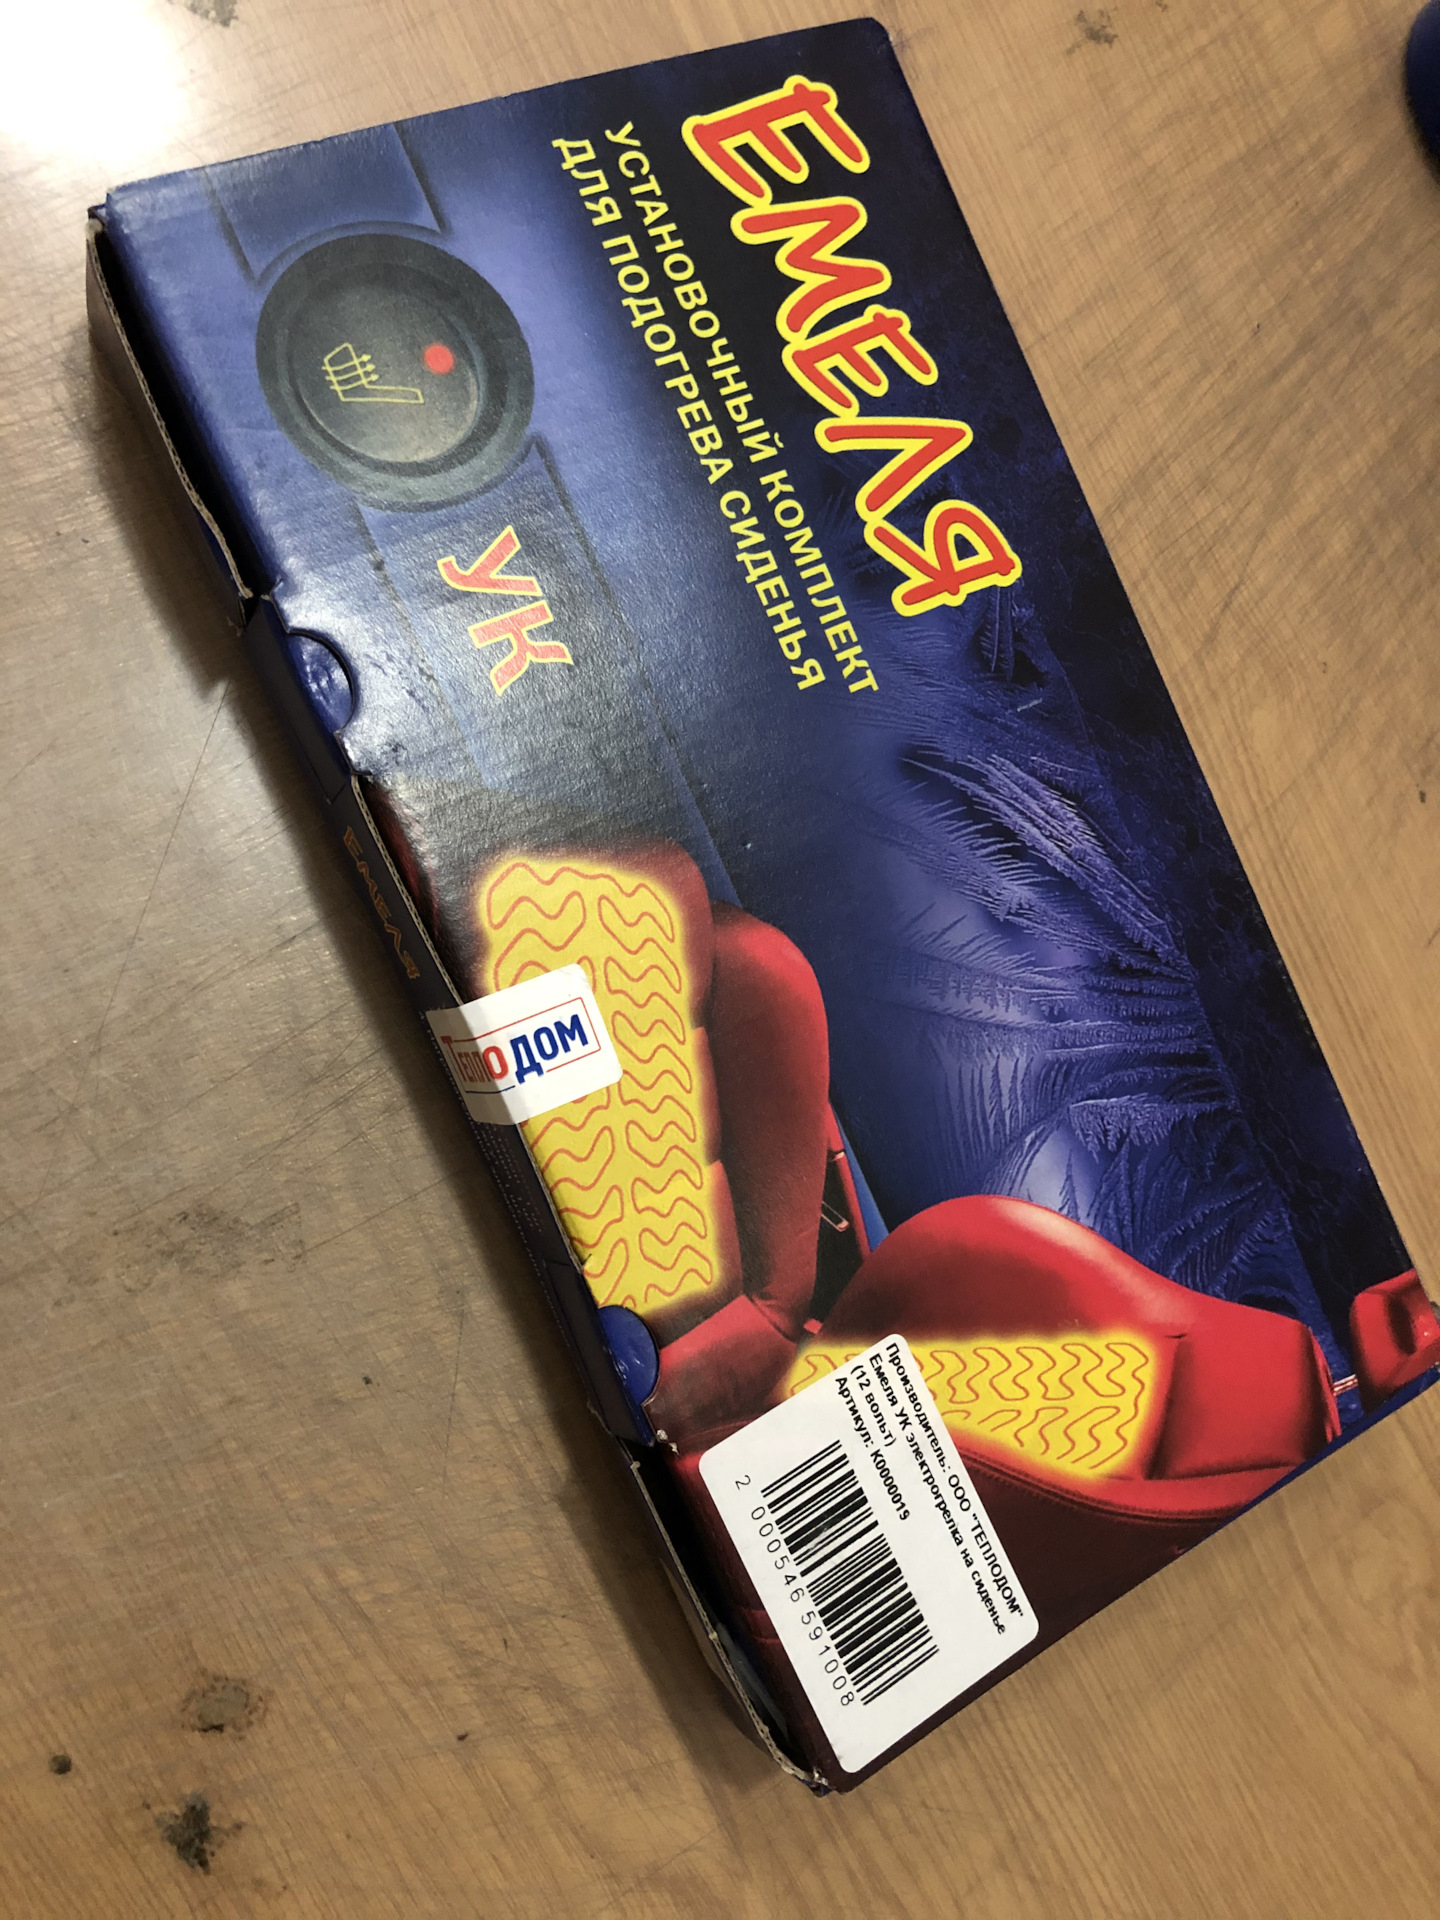 ЕМЕЛЯ
УСТАНОВОЧНЫЙ КОМПЛЕКТ
ДЛЯ ПОДОГРЕВА СИДЕНЬЯ
УК
ЕМЕЛЯ
ТЕПЛОДОМ
Производитель: ООО "ТЕПЛОДОМ"
Емеля УК электрогрелка на сиденье
(12 вольт)
Артикул: К0000019
2 000546 591008